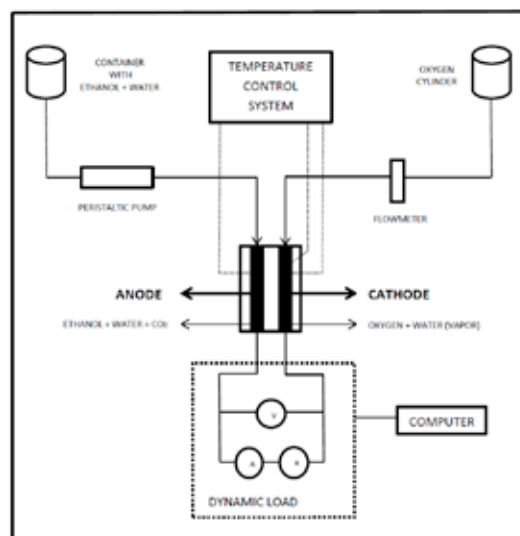 CONTAINER
WITH
ETHANOL + WATER
TEMPERATURE
CONTROL
SYSTEM
OXYGEN
CYLINDER
PERISTALTIC PUMP
FLOWMETER
ANODE
CATHODE
ETHANOL + WATER + CO₂
OXYGEN + WATER (VAPOR)
V
A
R
COMPUTER
DYNAMIC LOAD